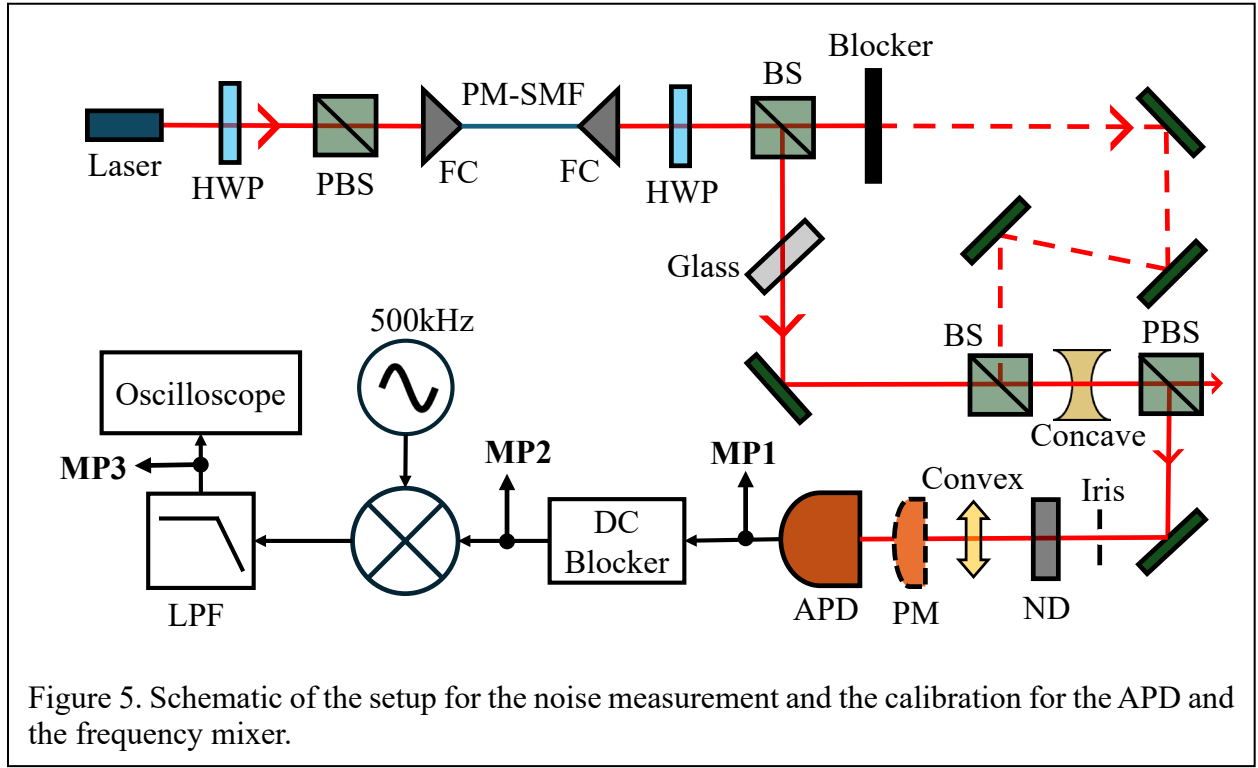 Blocker
BS
PM-SMF
Laser
HWP
PBS
FC
FC
HWP
Glass
500kHz
BS
PBS
Oscilloscope
Concave
MP3
MP2
MP1
Convex
Iris
DC
Blocker
LPF
APD
PM
ND
Figure 5. Schematic of the setup for the noise measurement and the calibration for the APD and
the frequency mixer.